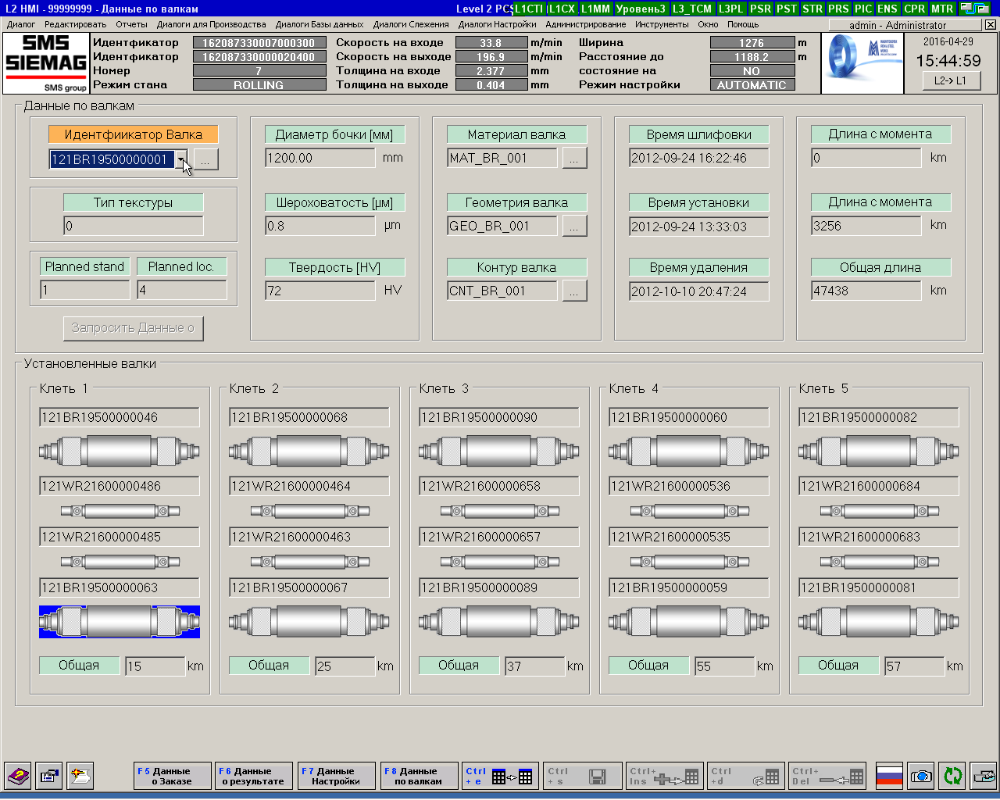 L2 HMI - 99999999 - Данные по валкам
Level 2 PCS L1CTI L1CX L1MM Уровень3 L3_TCM L3PL PSR PST STR PRS PIC ENS CPR MTR
Диалог Редактировать Отчеты Диалоги для Производства Диалоги Базы данных Диалоги Слежения Диалоги Настройки Администрирование Инструменты Окно Помощь admin - Administrator
SMS SIEMAG
SMS group
Идентификатор 162087330007000300 Скорость на входе 33.8 m/min Ширина 1276 m
Идентификатор 162087330000020400 Скорость на выходе 196.9 m/min Расстояние до 1188.2 m
Номер 7 Толщина на входе 2.377 mm состояние на NO
Режим стана ROLLING Толщина на выходе 0.404 mm Режим настройки AUTOMATIC
2016-04-29
15:44:59
L2-> L1
Данные по валкам
Идентфиикатор Валка
121BR19500000001 ...
Тип текстуры
0
Planned stand Planned loc.
1 4
Запросить Данные о
Диаметр бочки [мм]
1200.00 mm
Шероховатость [µм]
0.8 µm
Твердость [HV]
72 HV
Материал валка
MAT_BR_001 ...
Геометрия валка
GEO_BR_001 ...
Контур валка
CNT_BR_001 ...
Время шлифовки
2012-09-24 16:22:46
Время установки
2012-09-24 13:33:03
Время удаления
2012-10-10 20:47:24
Длина с момента
0 km
Длина с момента
3256 km
Общая длина
47438 km
Установленные валки
Клеть 1
121BR19500000046
121WR21600000486
121WR21600000485
121BR19500000063
Общая 15 km
Клеть 2
121BR19500000068
121WR21600000464
121WR21600000463
121BR19500000067
Общая 25 km
Клеть 3
121BR19500000090
121WR21600000658
121WR21600000657
121BR19500000089
Общая 37 km
Клеть 4
121BR19500000060
121WR21600000536
121WR21600000535
121BR19500000059
Общая 55 km
Клеть 5
121BR19500000082
121WR21600000684
121WR21600000683
121BR19500000081
Общая 57 km
F5 Данные о Заказе
F6 Данные о результате
F7 Данные Настройки
F8 Данные по валкам
Ctrl + e
Ctrl + s
Ctrl+ Ins
Ctrl +d
Ctrl+ Del